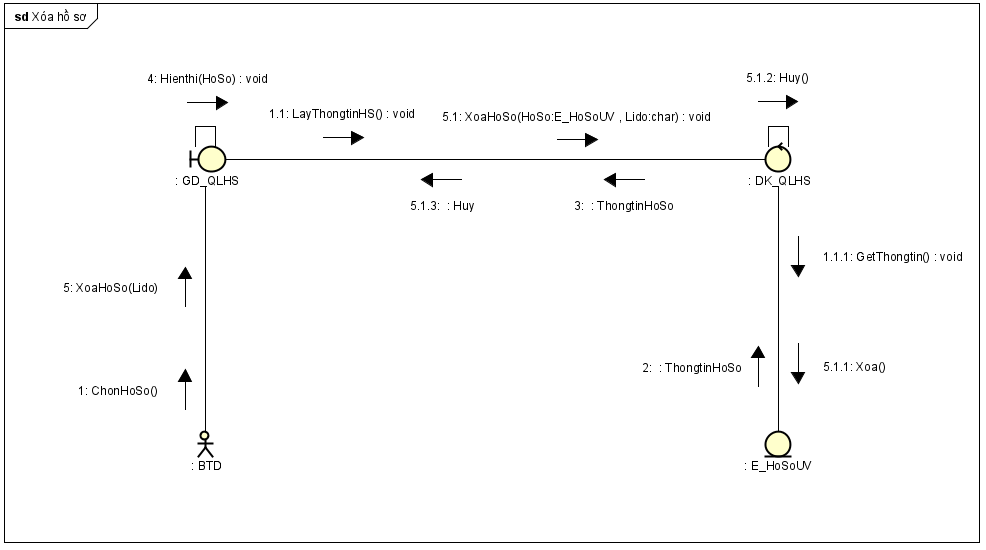 sd Xóa hồ sơ
4: Hienthi(HoSo) : void
5.1.2: Huy()
1.1: LayThongtinHS() : void
5.1: XoaHoSo(HoSo:E_HoSoUV , Lido:char) : void
: GD_QLHS
: DK_QLHS
5.1.3: : Huy
3: : ThongtinHoSo
1.1.1: GetThongtin() : void
5: XoaHoSo(Lido)
2: : ThongtinHoSo
5.1.1: Xoa()
1: ChonHoSo()
: BTD
: E_HoSoUV